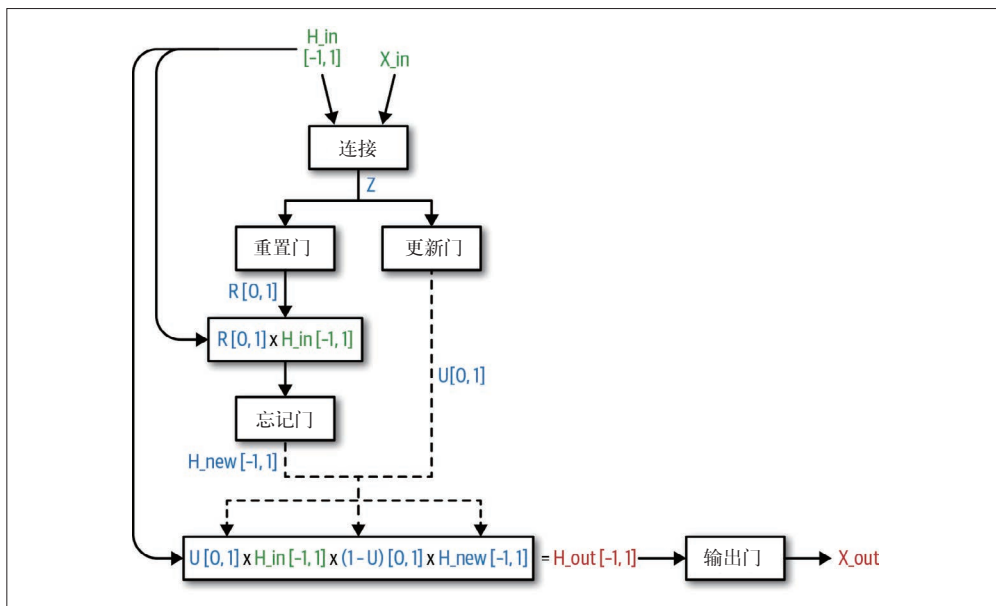 H_in
[-1, 1]
X_in
连接
Z
重置门
更新门
R [0, 1]
R [0, 1] x H_in [-1, 1]
U[0, 1]
忘记门
H_new [-1, 1]
U [0, 1] x H_in [-1, 1] x (1 - U) [0, 1] x H_new [-1, 1] = H_out [-1, 1]
输出门
X_out